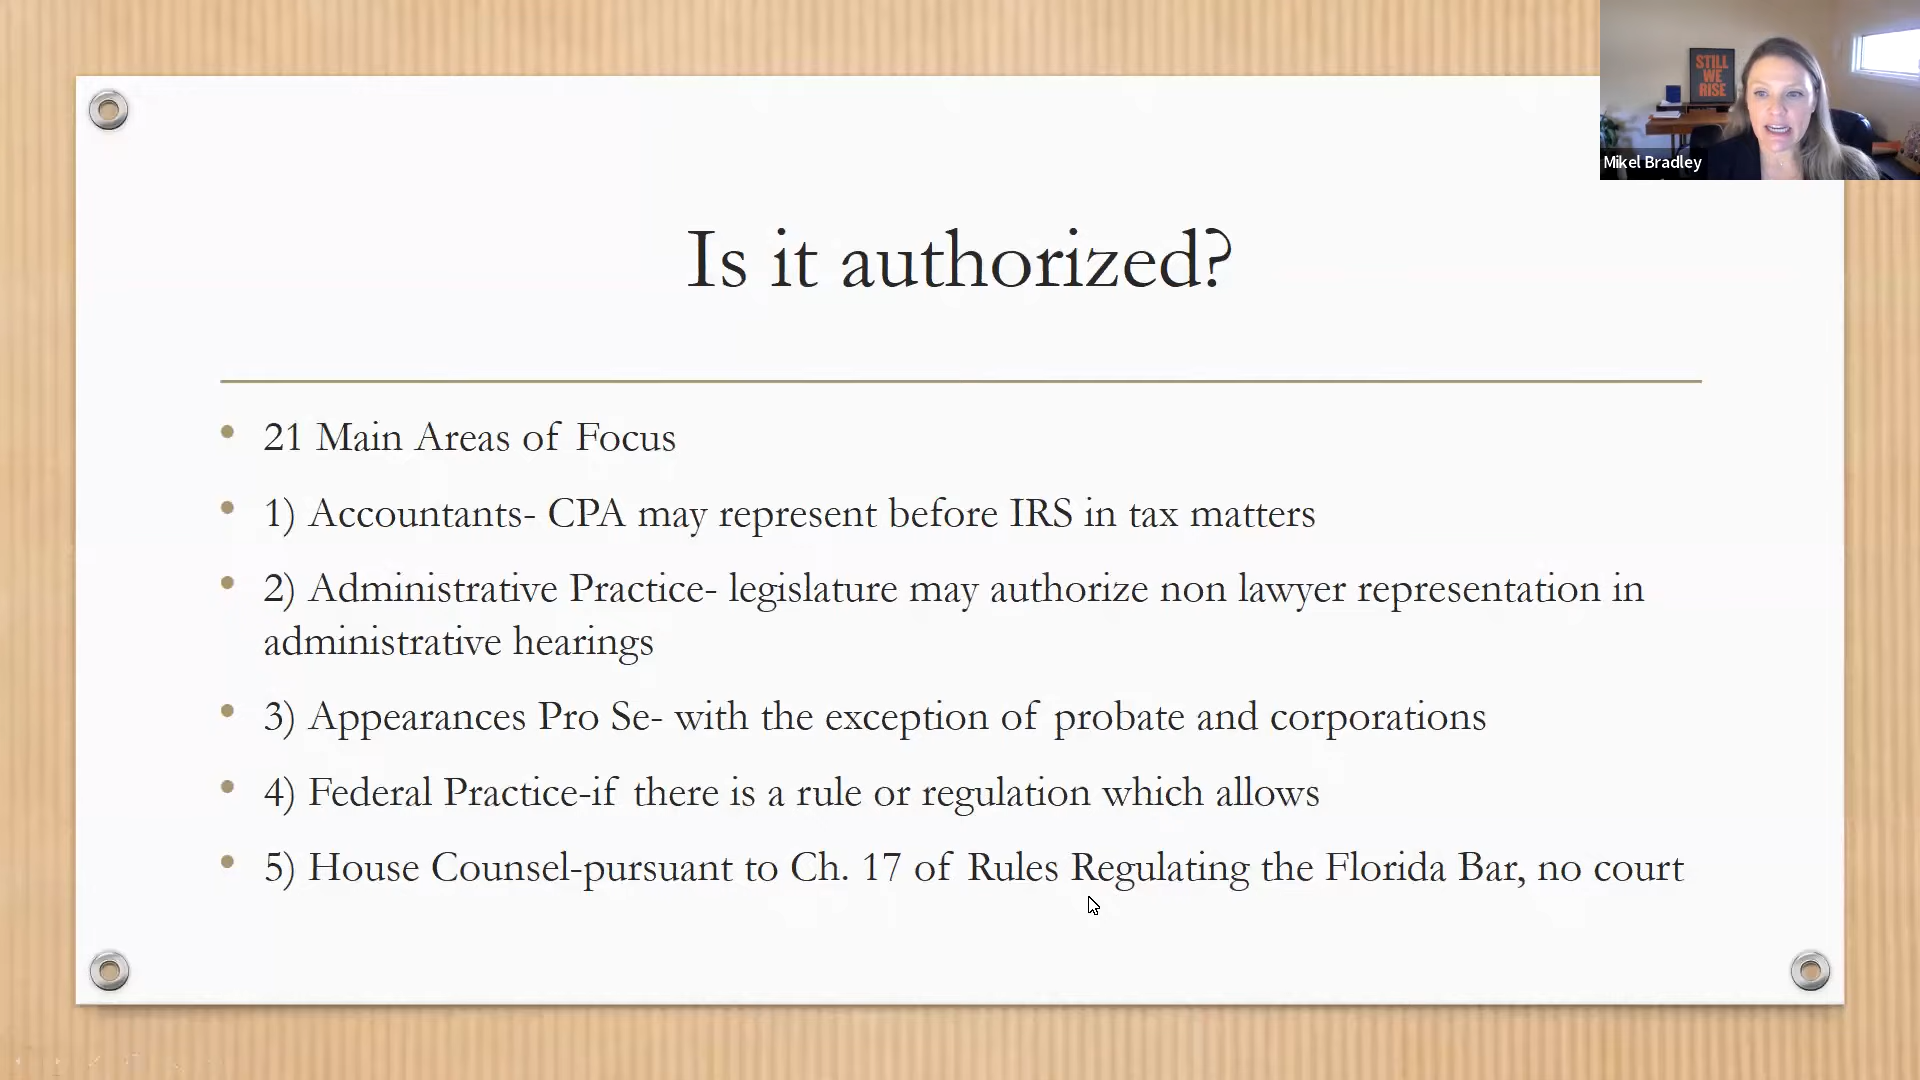 STILL
WE
RISE
Mikel Bradley
Is it authorized?
• 21 Main Areas of Focus
• 1) Accountants- CPA may represent before IRS in tax matters
• 2) Administrative Practice- legislature may authorize non lawyer representation in
administrative hearings
• 3) Appearances Pro Se- with the exception of probate and corporations
• 4) Federal Practice-if there is a rule or regulation which allows
• 5) House Counsel-pursuant to Ch. 17 of Rules Regulating the Florida Bar, no court